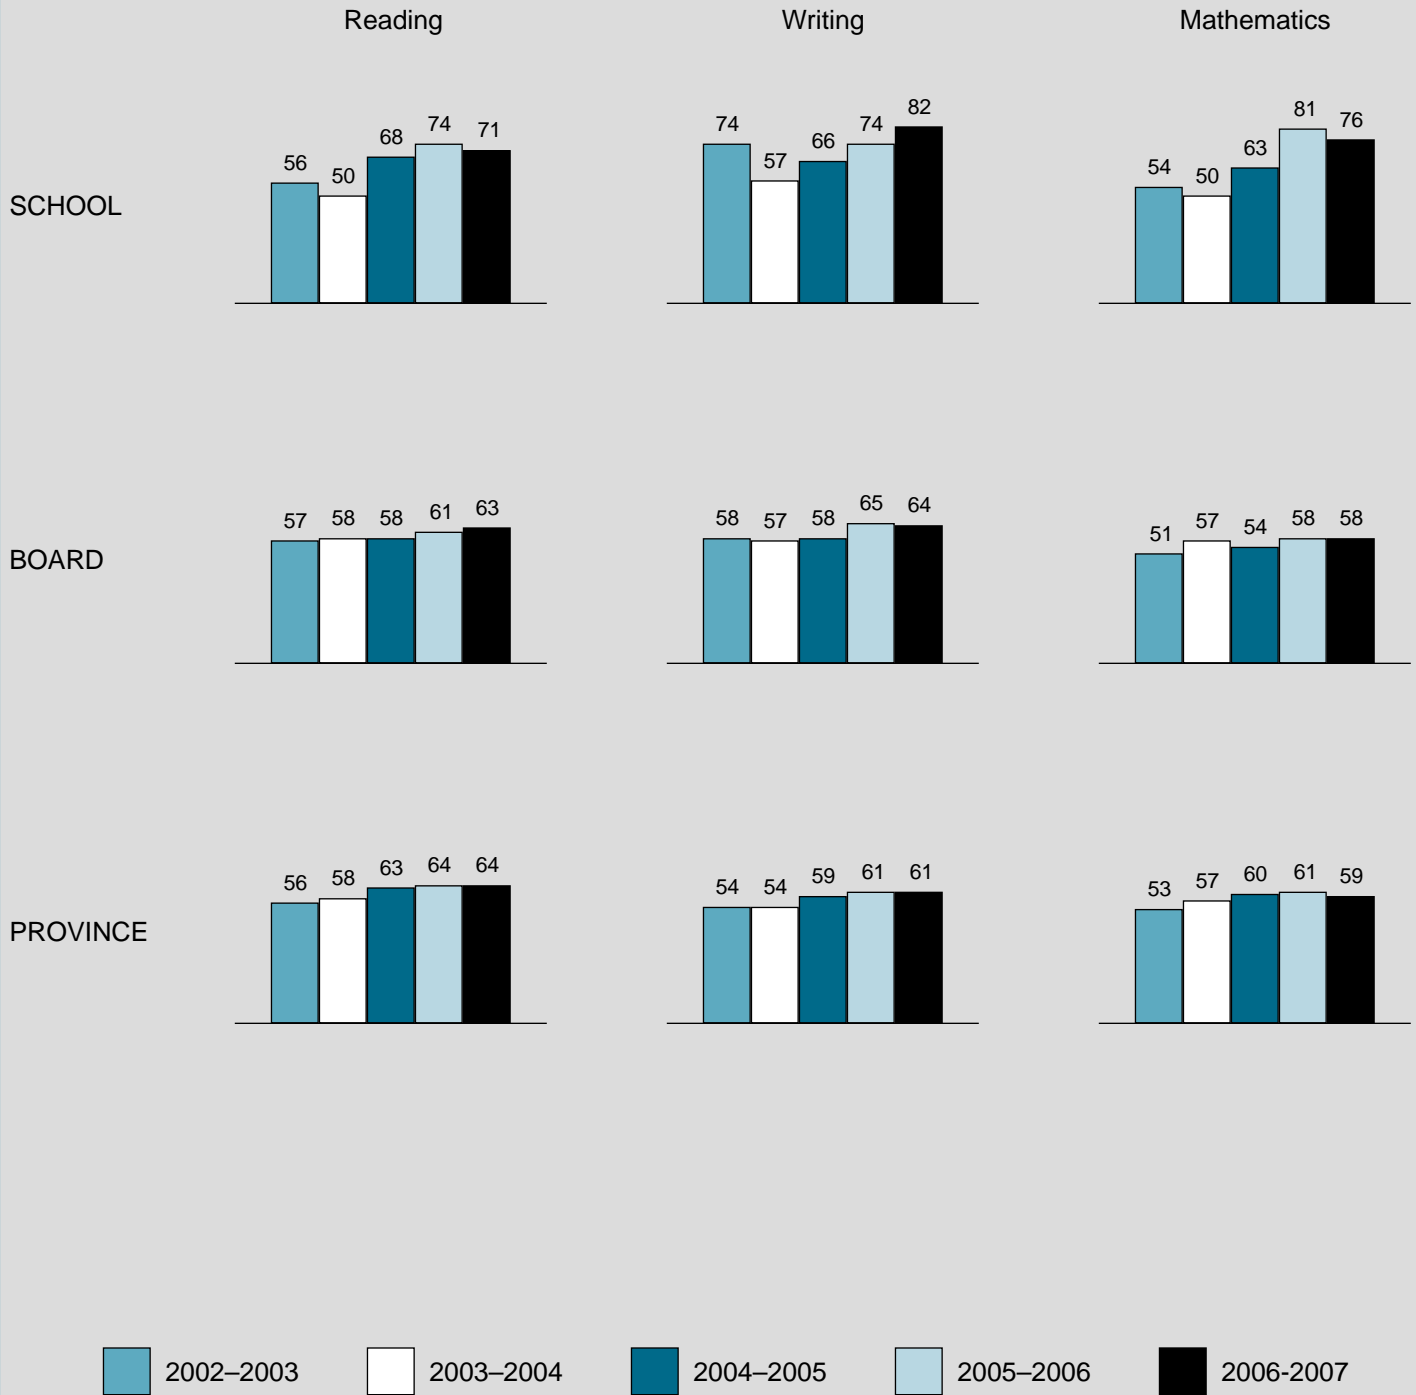 Reading Writing Mathematics
SCHOOL
56 50 68 74 71
74 57 66 74 82
54 50 63 81 76
BOARD
57 58 58 61 63
58 57 58 65 64
51 57 54 58 58
PROVINCE
56 58 63 64 64
54 54 59 61 61
53 57 60 61 59
2002–2003 2003–2004 2004–2005 2005–2006 2006-2007